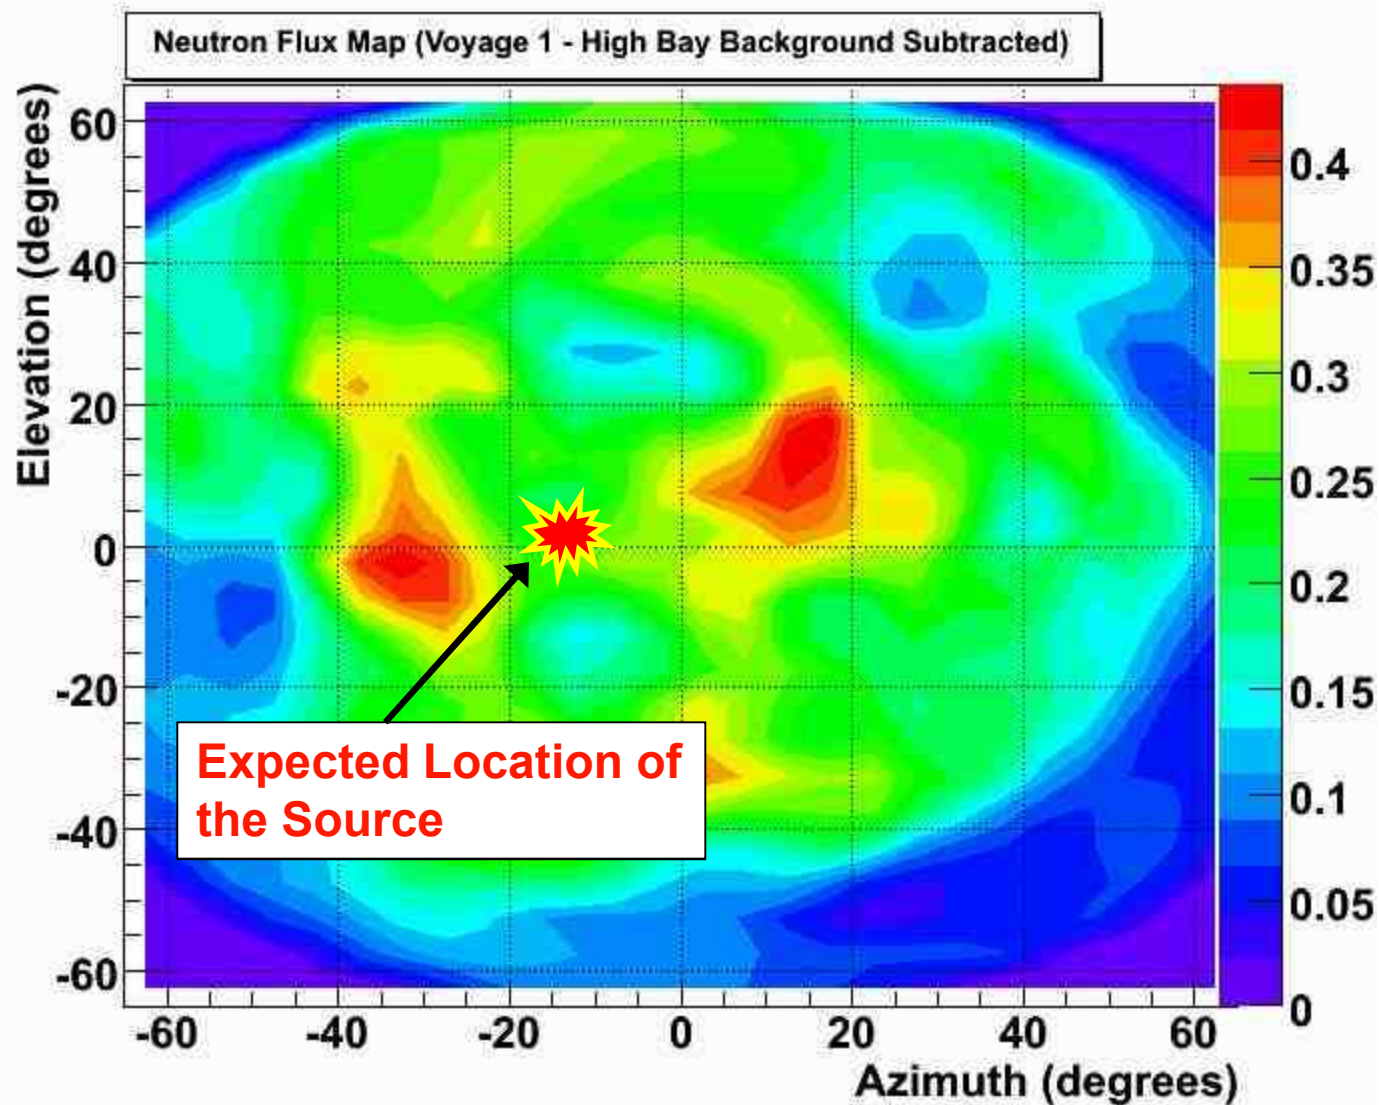 Neutron Flux Map (Voyage 1 - High Bay Background Subtracted)
Elevation (degrees)
60
40
20
0
-20
-40
-60
Expected Location of
the Source
0.4
0.35
0.3
0.25
0.2
0.15
0.1
0.05
0
-60 -40 -20 0 20 40 60
Azimuth (degrees)